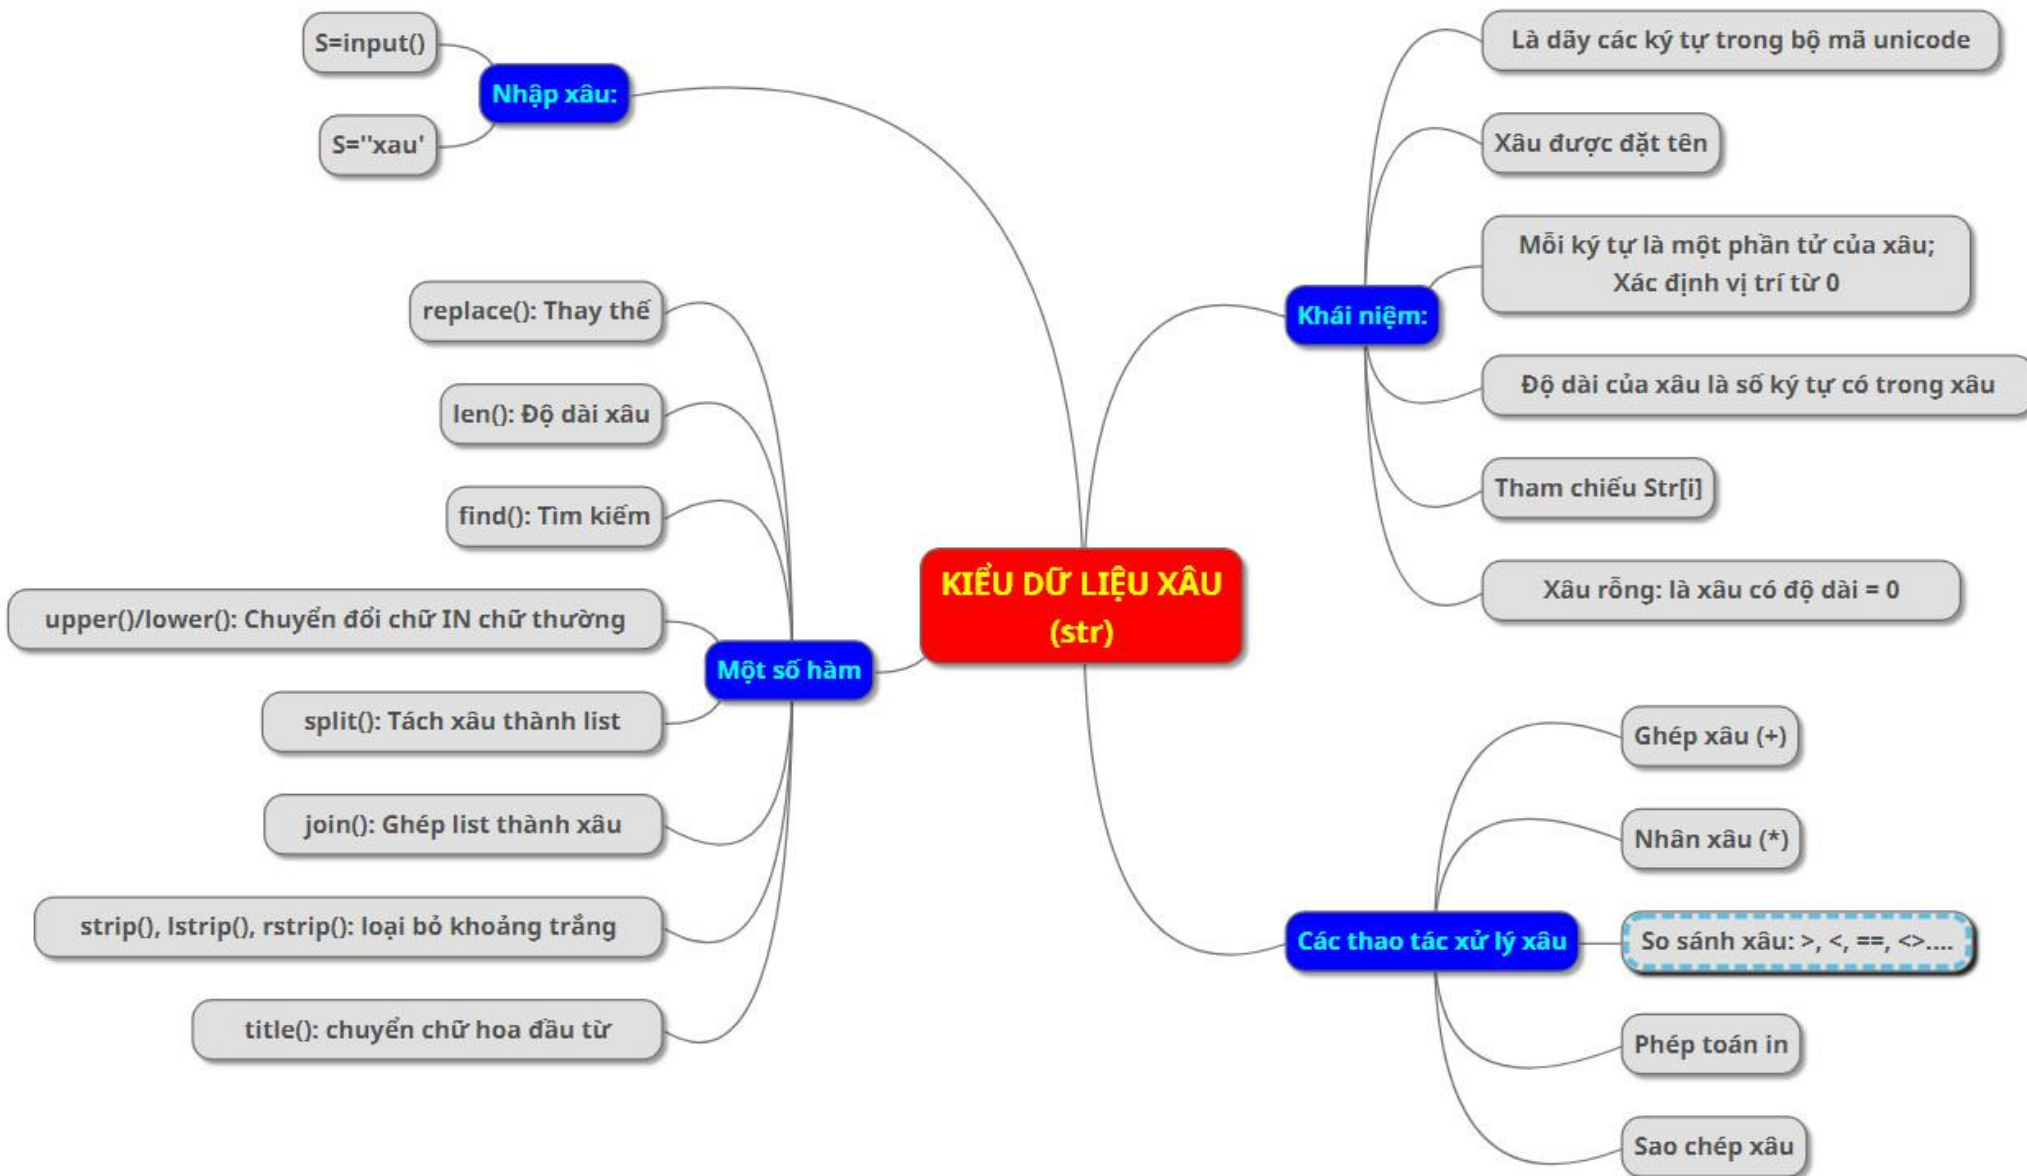 KIỂU DỮ LIỆU XÂU
(str)
Nhập xâu:
S=input()
S=''xau'
Một số hàm
replace(): Thay thế
len(): Độ dài xâu
find(): Tìm kiếm
upper()/lower(): Chuyển đổi chữ IN chữ thường
split(): Tách xâu thành list
join(): Ghép list thành xâu
strip(), lstrip(), rstrip(): loại bỏ khoảng trắng
title(): chuyển chữ hoa đầu từ
Khái niệm:
Là dãy các ký tự trong bộ mã unicode
Xâu được đặt tên
Mỗi ký tự là một phần tử của xâu;
Xác định vị trí từ 0
Độ dài của xâu là số ký tự có trong xâu
Tham chiếu Str[i]
Xâu rỗng: là xâu có độ dài = 0
Các thao tác xử lý xâu
Ghép xâu (+)
Nhân xâu (*)
So sánh xâu: >, <, ==, <>....
Phép toán in
Sao chép xâu